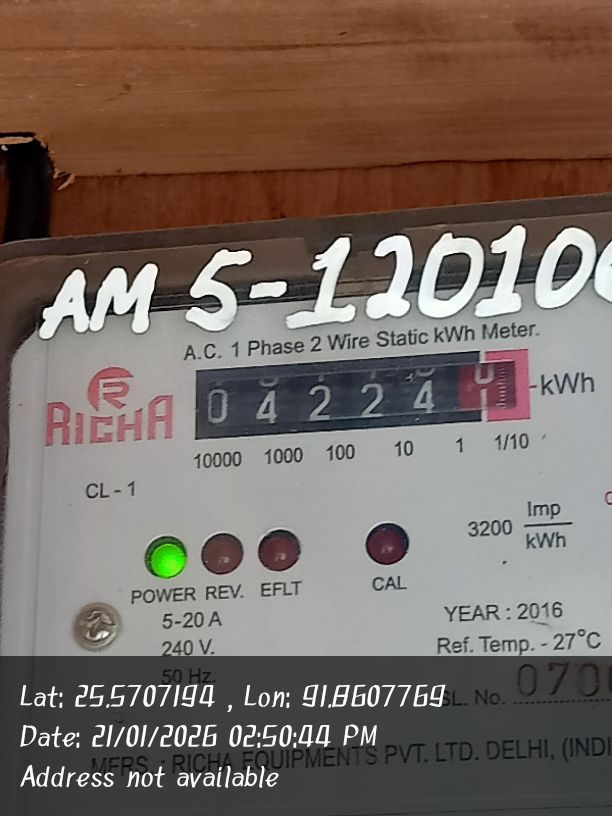 AM 5-12010
A.C. 1 Phase 2 Wire Static kWh Meter.
RICHA
0 4 2 2 4 0 -kWh
10000 1000 100 10 1 1/10
CL - 1
3200 Imp
kWh
POWER REV. EFLT CAL
5-20 A
YEAR : 2016
240 V.
Ref. Temp. - 27°C
50 Hz.
SL. No. 070
MFRS. : RICHA EQUIPMENTS PVT. LTD. DELHI, (INDI
Lat: 25.5707194 , Lon: 91.8607769
Date: 21/01/2026 02:50:44 PM
Address not available